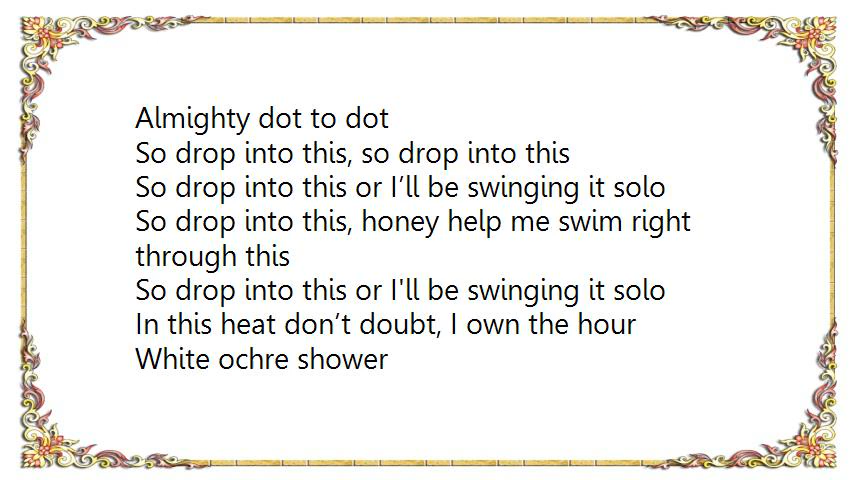 Almighty dot to dot
So drop into this, so drop into this
So drop into this or I’ll be swinging it solo
So drop into this, honey help me swim right
through this
So drop into this or I'll be swinging it solo
In this heat don’t doubt, I own the hour
White ochre shower